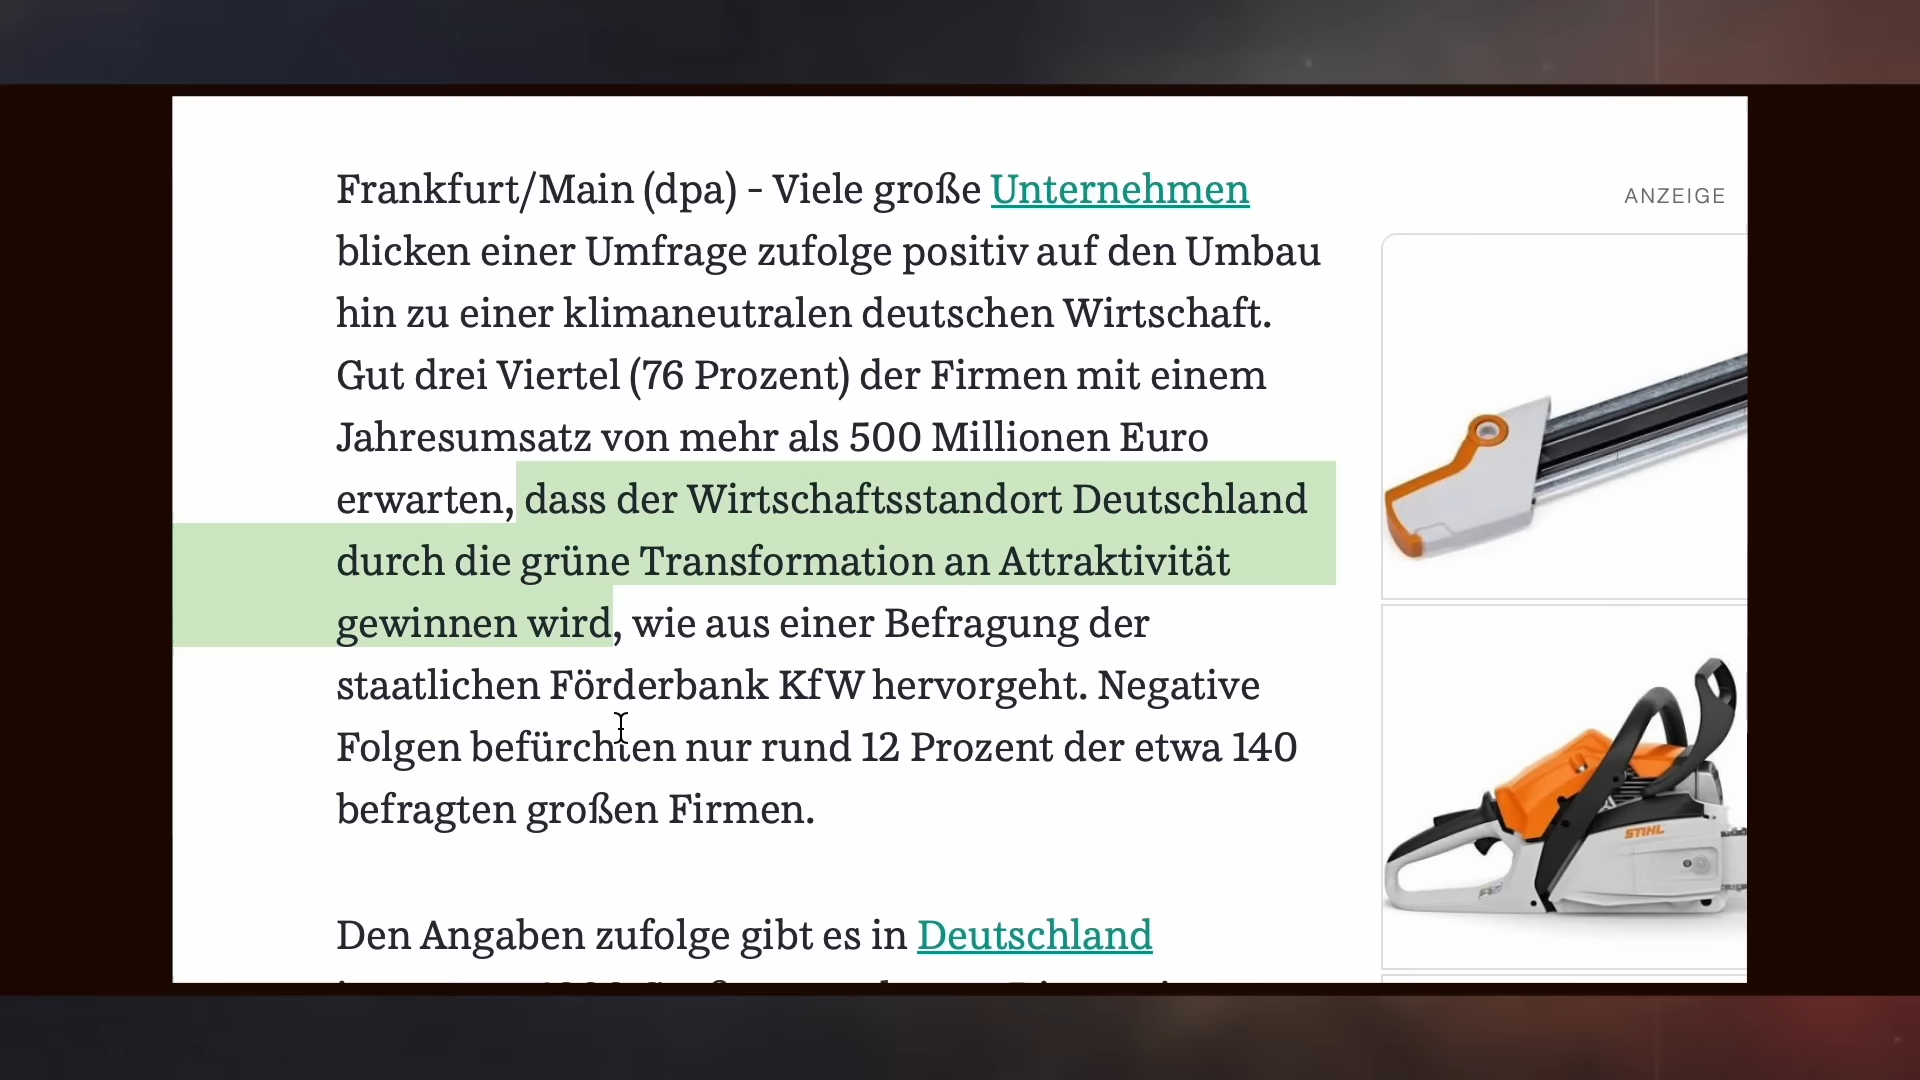 Frankfurt/Main (dpa) - Viele große Unternehmen
blicken einer Umfrage zufolge positiv auf den Umbau
hin zu einer klimaneutralen deutschen Wirtschaft.
Gut drei Viertel (76 Prozent) der Firmen mit einem
Jahresumsatz von mehr als 500 Millionen Euro
erwarten, dass der Wirtschaftsstandort Deutschland
durch die grüne Transformation an Attraktivität
gewinnen wird, wie aus einer Befragung der
staatlichen Förderbank KfW hervorgeht. Negative
Folgen befürchten nur rund 12 Prozent der etwa 140
befragten großen Firmen.
Den Angaben zufolge gibt es in Deutschland
ANZEIGE
STIHL